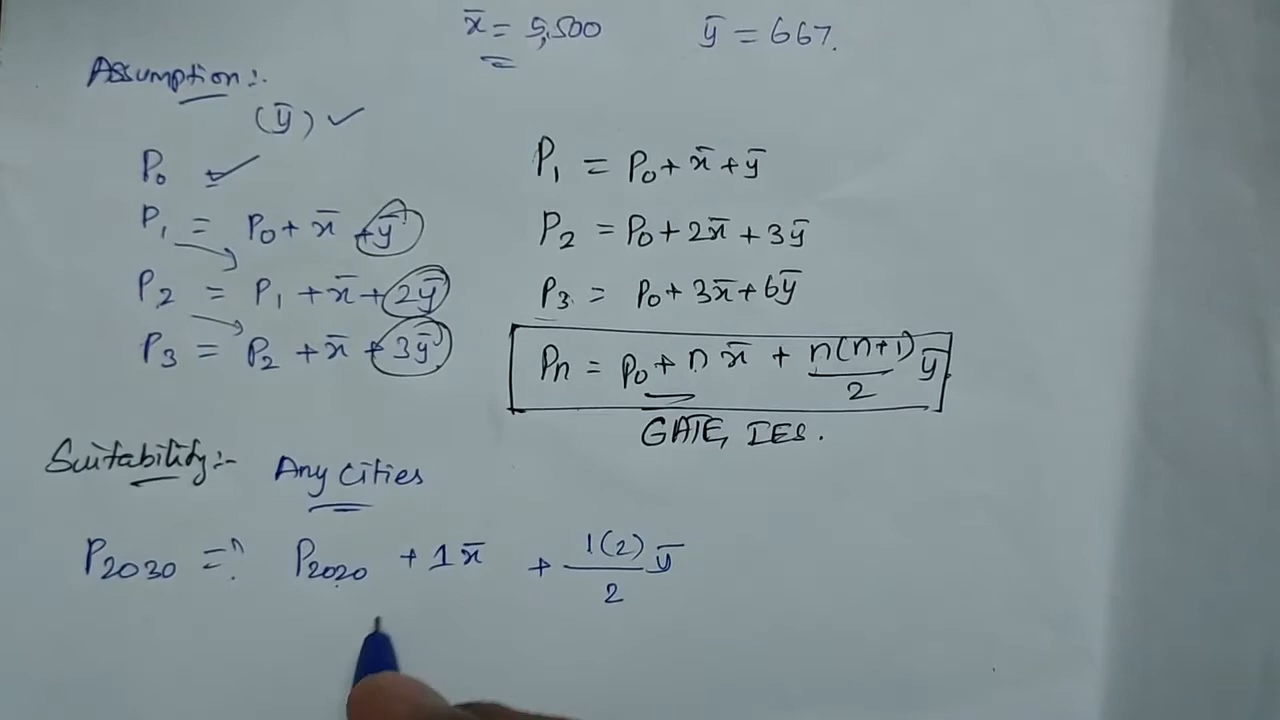 x̄ = 5,500 ȳ = 667.
Assumption :-
(ȳ) ✓
P₀ ✓
P₁ = P₀ + x̄ + ȳ
P₂ = P₁ + x̄ + 2ȳ
P₃ = P₂ + x̄ + 3ȳ
P₁ = P₀ + x̄ + ȳ
P₂ = P₀ + 2x̄ + 3ȳ
P₃ = P₀ + 3x̄ + 6ȳ
Pn = P₀ + n x̄ + n(n+1)/2 ȳ
GATE, IES.
Suitability :- Any Cities
P₂₀₃₀ = ? P₂₀₂₀ + 1x̄ + 1(2)/2 ȳ